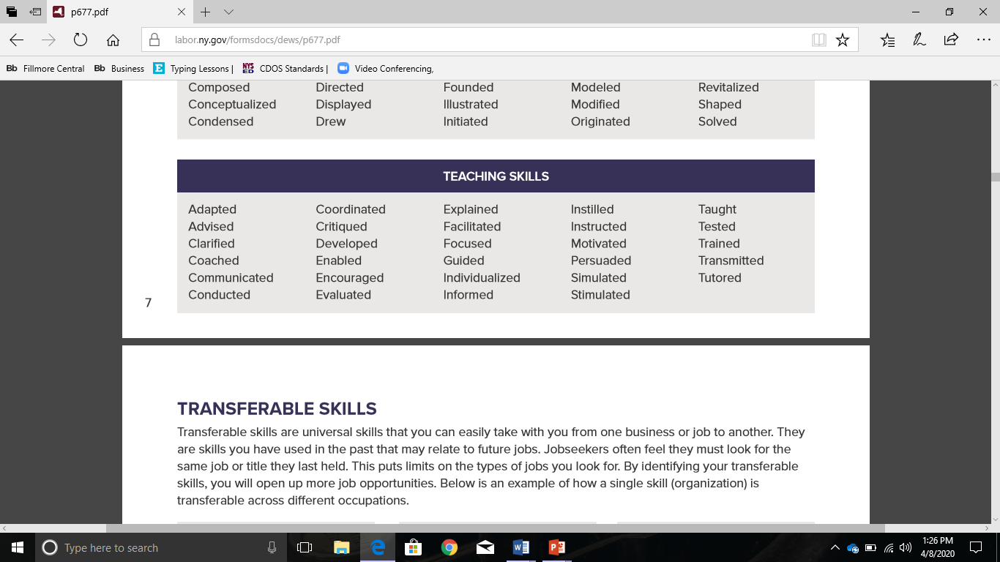 p677.pdf
labor.ny.gov/formsdocs/dews/p677.pdf
Bb Fillmore Central Bb Business E Typing Lessons | NYS ED CDOS Standards | Video Conferencing,
Composed Directed Founded Modeled Revitalized
Conceptualized Displayed Illustrated Modified Shaped
Condensed Drew Initiated Originated Solved
TEACHING SKILLS
Adapted Coordinated Explained Instilled Taught
Advised Critiqued Facilitated Instructed Tested
Clarified Developed Focused Motivated Trained
Coached Enabled Guided Persuaded Transmitted
Communicated Encouraged Individualized Simulated Tutored
Conducted Evaluated Informed Stimulated
7
TRANSFERABLE SKILLS
Transferable skills are universal skills that you can easily take with you from one business or job to another. They
are skills you have used in the past that may relate to future jobs. Jobseekers often feel they must look for the
same job or title they last held. This puts limits on the types of jobs you look for. By identifying your transferable
skills, you will open up more job opportunities. Below is an example of how a single skill (organization) is
transferable across different occupations.
Type here to search
1:26 PM
4/8/2020